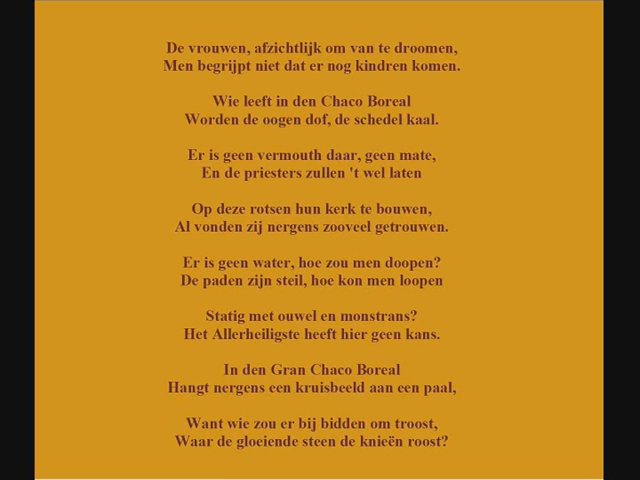 De vrouwen, afzichtlijk om van te droomen,
Men begrijpt niet dat er nog kindren komen.
Wie leeft in den Chaco Boreal
Worden de oogen dof, de schedel kaal.
Er is geen vermouth daar, geen mate,
En de priesters zullen 't wel laten
Op deze rotsen hun kerk te bouwen,
Al vonden zij nergens zooveel getrouwen.
Er is geen water, hoe zou men doopen?
De paden zijn steil, hoe kon men loopen
Statig met ouwel en monstrans?
Het Allerheiligste heeft hier geen kans.
In den Gran Chaco Boreal
Hangt nergens een kruisbeeld aan een paal,
Want wie zou er bij bidden om troost,
Waar de gloeiende steen de knieën roost?